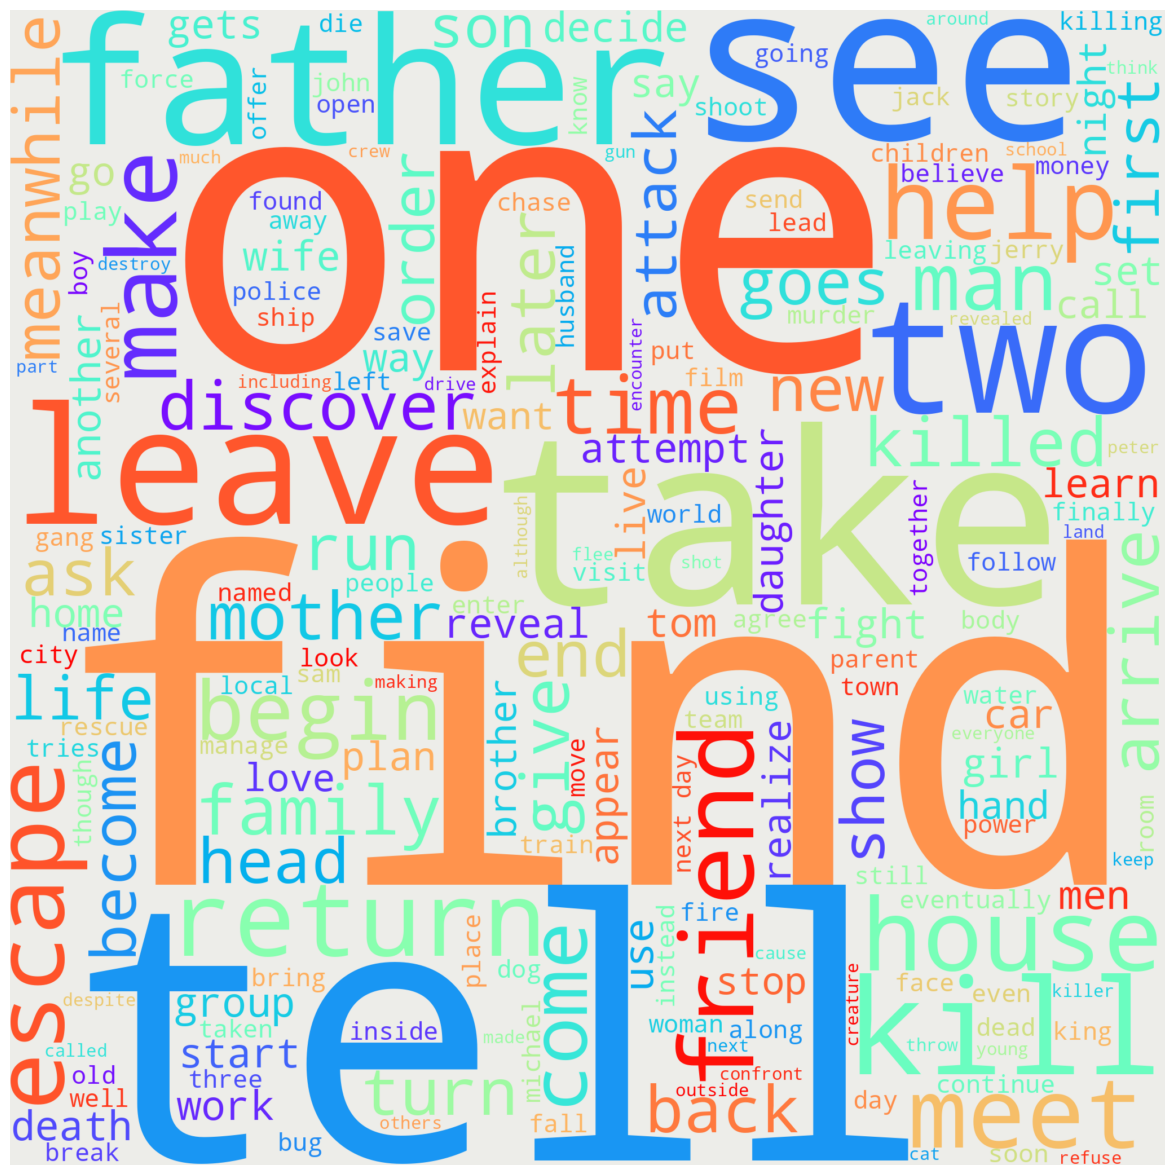 father
see
one
find
take
tell
leave
two
help
gets
die
son
decide
going
around
killing
force
john
open
offer
know
say
shoot
jack
story
night
think
first
meanwhile
go
play
make
much
crew
gun
children
school
believe
money
found
away
wife
order
chase
send
lead
attack
later
goes
man
leaving
jerry
set
call
boy
destroy
police
ship
save
explain
husband
murder
revealed
part
another
several
including
left
way
drive
encounter
put
film
new
discover
want
time
attempt
killed
peter
learn
gang
sister
ask
run
although
live
world
flee
visit
shot
daughter
together
finally
land
follow
home
name
named
people
mother
enter
reveal
tom
agree
fight
body
arrive
city
look
end
parent
town
life
rescue
sam
local
making
begin
manage
brother
give
using
team
water
car
everyone
girl
tries
though
become
love
plan
family
move
appear
next day
friend
realize
show
hand
power
room
head
train
keep
escape
return
still
eventually
men
come
use
fire
instead
cause
house
despite
bring
place
dog
stop
creature
face
even
killer
group
taken
inside
made
woman
along
next
kill
dead
king
called
start
throw
young
old
three
confront
well
work
turn
michael
outside
continue
death
others
fall
back
day
meet
break
bug
cat
soon
refuse